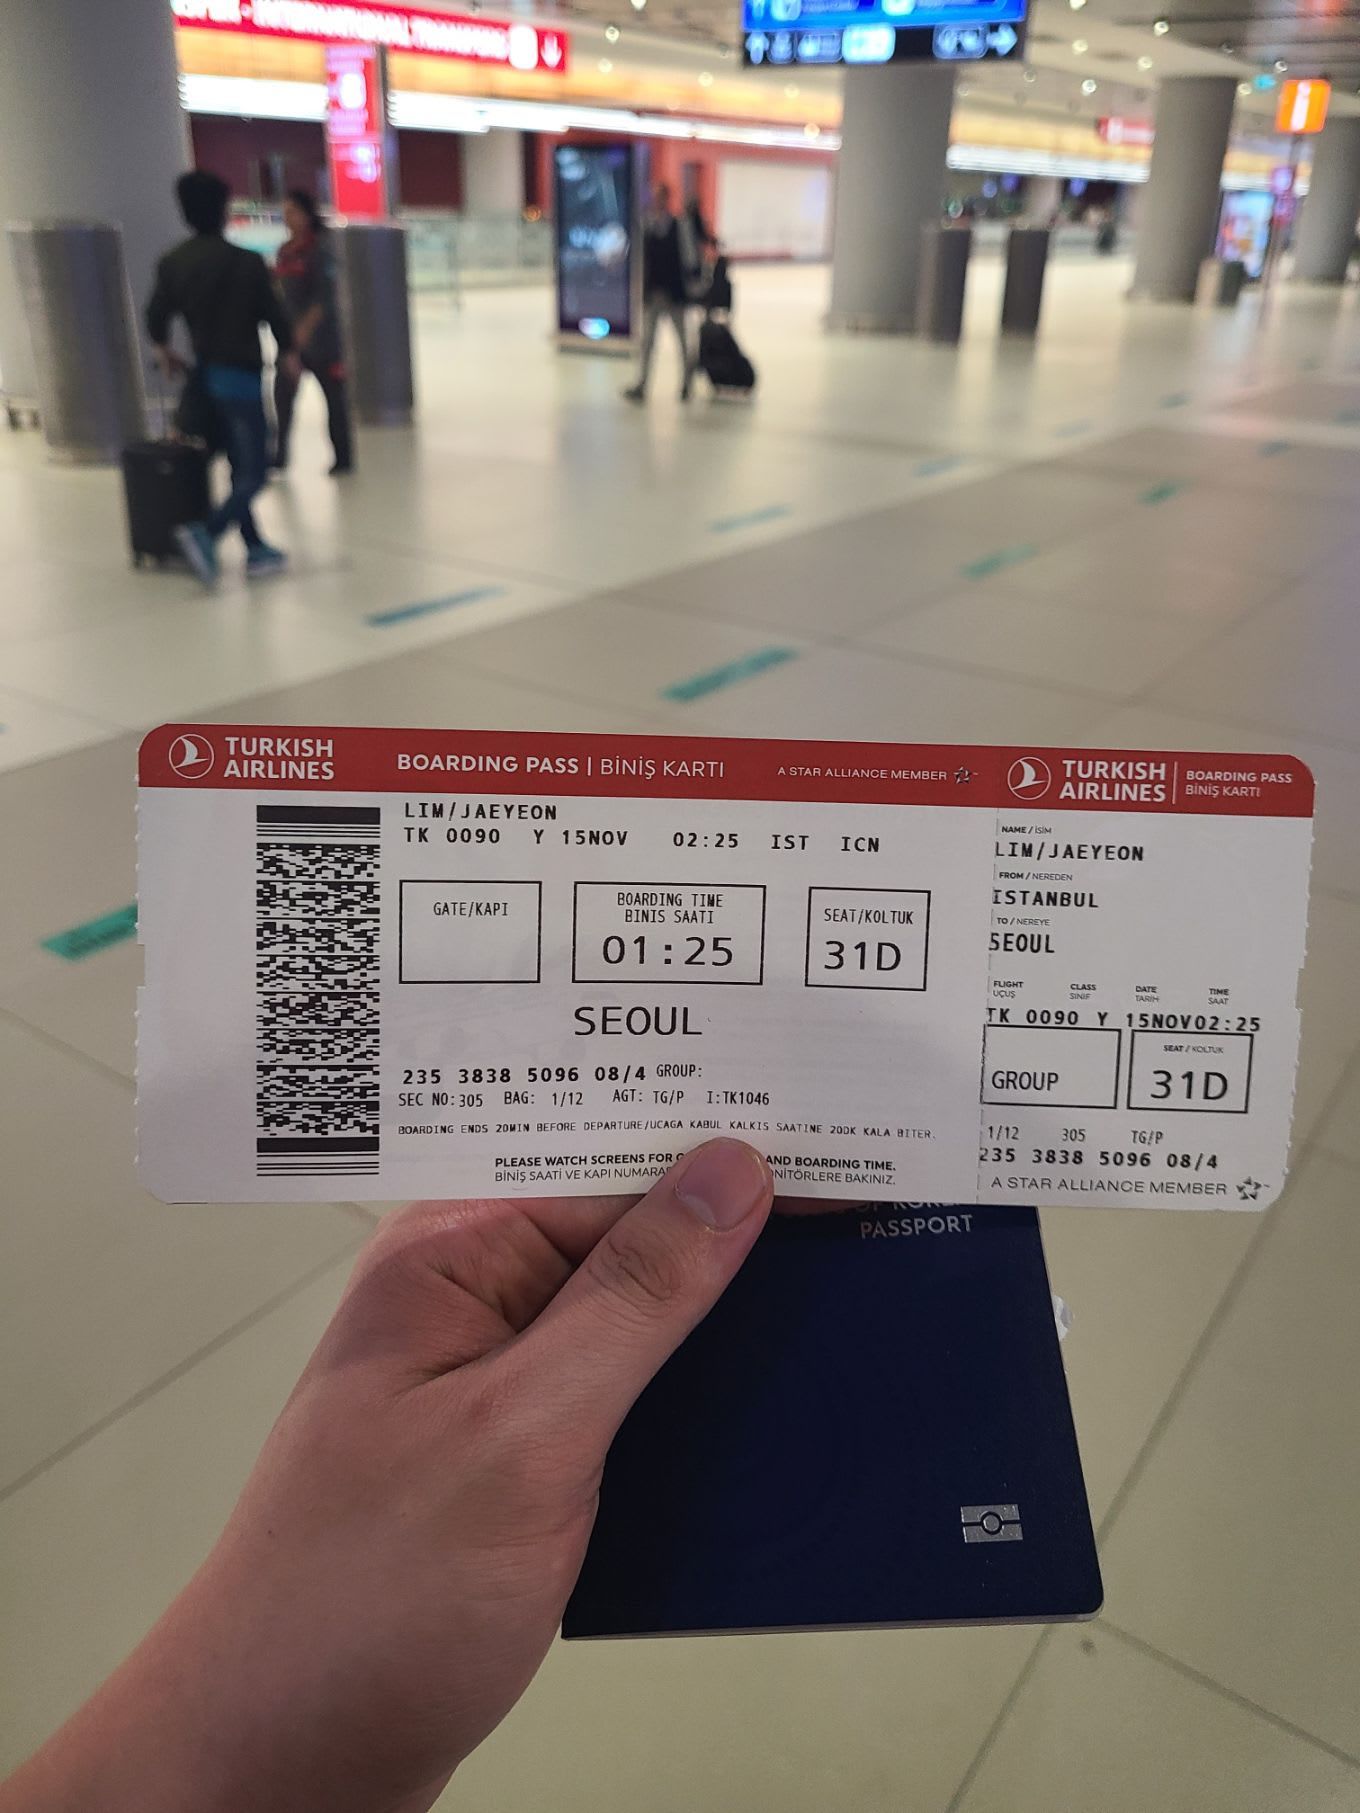 INTERNATIONAL TRANSFERS
TURKISH
AIRLINES
BOARDING PASS | BİNİŞ KARTI
A STAR ALLIANCE MEMBER
LIM/JAEYEON
TK 0090 Y 15NOV 02:25 IST ICN
GATE/KAPI
BOARDING TIME
BINIS SAATI
01:25
SEAT/KOLTUK
31D
SEOUL
235 3838 5096 08/4 GROUP:
SEC NO:305 BAG: 1/12 AGT: TG/P I:TK1046
BOARDING ENDS 20MIN BEFORE DEPARTURE/UCAGA KABUL KALKIS SAATINE 20DK KALA BITER.
PLEASE WATCH SCREENS FOR AND BOARDING TIME.
BİNİŞ SAATİ VE KAPI NUMARA ONİTÖRLERE BAKINIZ.
TURKISH
AIRLINES
BOARDING PASS
BİNİŞ KARTI
NAME / İSİM
LIM/JAEYEON
FROM / NEREDEN
ISTANBUL
TO / NEREYE
SEOUL
FLIGHT CLASS DATE TIME
UÇUŞ SINIF TARİH SAAT
TK 0090 Y 15NOV02:25
GROUP
SEAT / KOLTUK
31D
1/12 305 TG/P
235 3838 5096 08/4
A STAR ALLIANCE MEMBER
PASSPORT